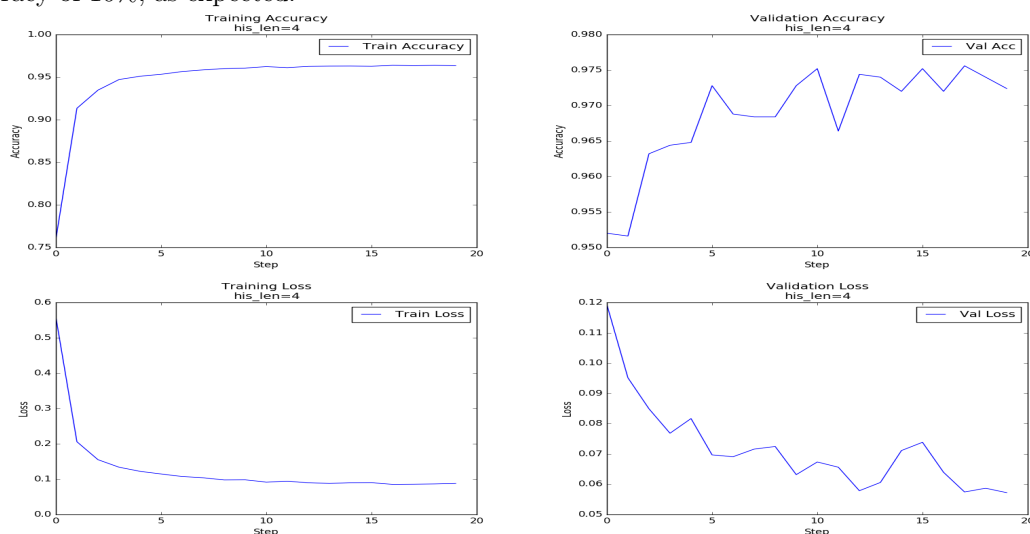 of 10%, as expected.
Training Accuracy
his_len=4
Train Accuracy
1.00
0.95
0.90
0.85
0.80
0.75
Accuracy
0
5
10
15
20
Step
Validation Accuracy
his_len=4
Val Acc
0.980
0.975
0.970
0.965
0.960
0.955
0.950
Accuracy
0
5
10
15
20
Step
Training Loss
his_len=4
Train Loss
0.6
0.5
0.4
0.3
0.2
0.1
0.0
Loss
0
5
10
15
20
Step
Validation Loss
his_len=4
Val Loss
0.12
0.11
0.10
0.09
0.08
0.07
0.06
0.05
Loss
0
5
10
15
20
Step